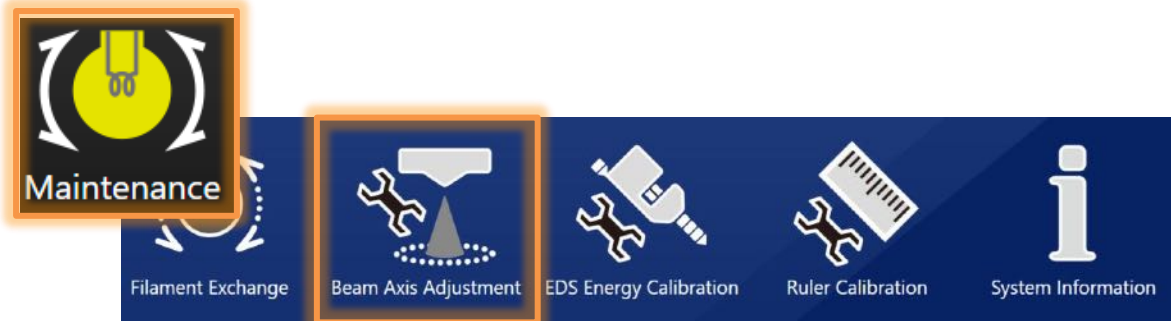 Maintenance
Filament Exchange
Beam Axis Adjustment
EDS Energy Calibration
Ruler Calibration
System Information